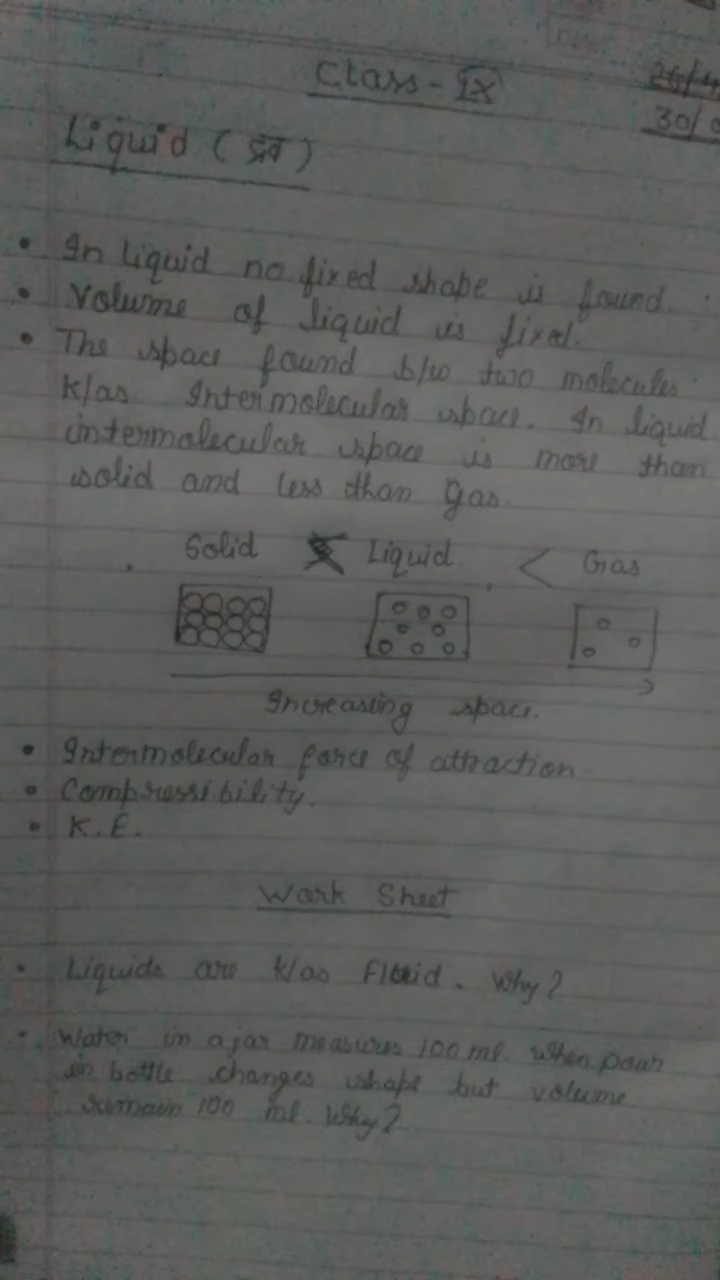 Class - IX
30/
Liquid (द्रव)
• In liquid no fixed shape is found.
• Volume of liquid is fixed.
• The space found b/w two molecules
k/as Intermolecular space. In liquid
intermolecular space is more than
solid and less than gas.
Solid Liquid < Gas
Increasing space.
• Intermolecular force of attraction
• Compressibility.
• K.E.
Work Sheet
• Liquids are k/as Fluid. Why?
• Water in a jar measures 100 ml. when pour
in bottle changes shape but volume
remain 100 ml. Why?